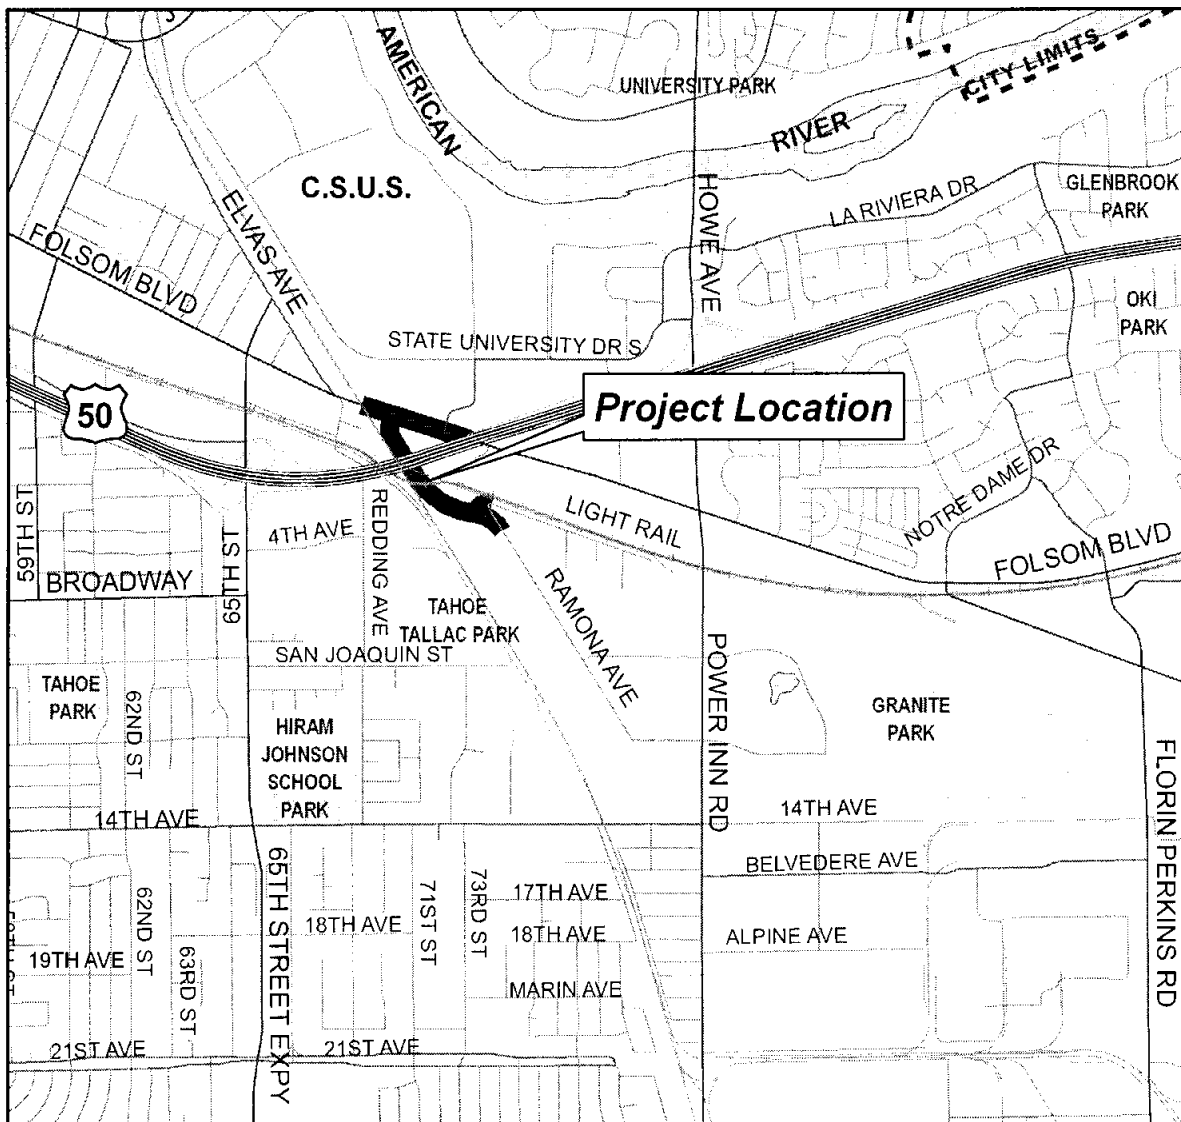 AMERICAN
UNIVERSITY PARK
CITY LIMITS
RIVER
C.S.U.S.
ELVAS AVE
HOWE AVE
LA RIVIERA DR
GLENBROOK
PARK
FOLSOM BLVD
OKI
PARK
STATE UNIVERSITY DR S
50
Project Location
59TH ST
65TH ST
4TH AVE
REDDING AVE
LIGHT RAIL
NOTRE DAME DR
FOLSOM BLVD
BROADWAY
TAHOE
TALLAC PARK
RAMONA AVE
SAN JOAQUIN ST
POWER INN RD
TAHOE
PARK
62ND ST
HIRAM
JOHNSON
SCHOOL
PARK
GRANITE
PARK
FLORIN PERKINS RD
14TH AVE
14TH AVE
BELVEDERE AVE
65TH STREET EXPY
62ND ST
63RD ST
71ST ST
73RD ST
17TH AVE
18TH AVE
18TH AVE
ALPINE AVE
19TH AVE
MARIN AVE
21ST AVE
21ST AVE